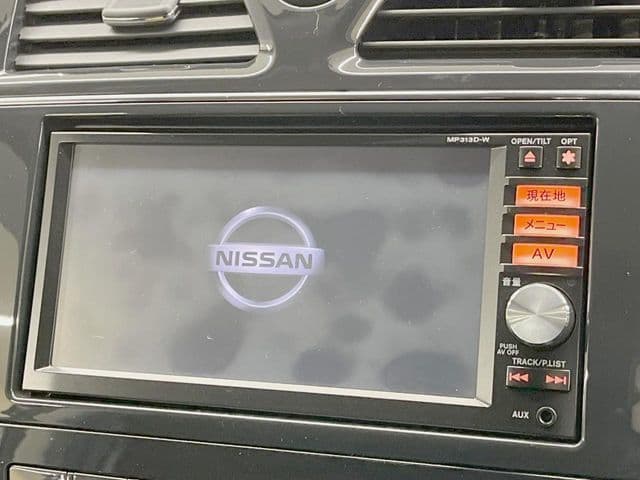 MP313D-W
OPEN/TILT OPT
現在地
メニュー
AV
音量
NISSAN
PUSH
AV OFF
TRACK/P.LIST
AUX